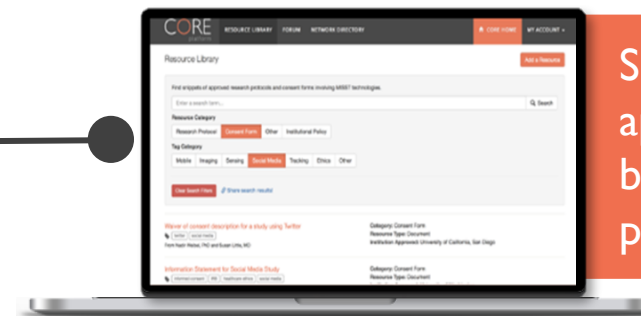 CORE RESOURCE LIBRARY FORUM NETWORK DIRECTORY CORE HOME MY ACCOUNT
platform
Resource Library Add a Resource
Find snippets of approved research protocols and consent forms involving MISST technologies.
Enter a search term... Search
Resource Category
Research Protocol Consent Form Other Institutional Policy
Tag Category
Mobile Imaging Sensing Social Media Tracking Ethics Other
Clear Search Filters Share search results!
Waiver of consent description for a study using Twitter Category: Consent Form
twitter social media Resource Type: Document
From Nadir Weibel, PhD and Susan Little, MD Institution Approved: University of California, San Diego
Information Statement for Social Media Study Category: Consent Form
informed consent IRB healthcare ethics social media Resource Type: Document
S
a
b
p